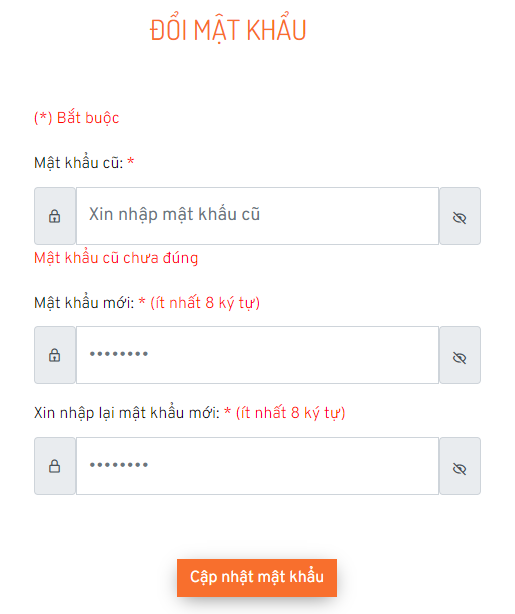 ĐỔI MẬT KHẨU
(*) Bắt buộc
Mật khẩu cũ: *
Xin nhập mật khẩu cũ
Mật khẩu cũ chưa đúng
Mật khẩu mới: * (ít nhất 8 ký tự)
••••••••
Xin nhập lại mật khẩu mới: * (ít nhất 8 ký tự)
••••••••
Cập nhật mật khẩu